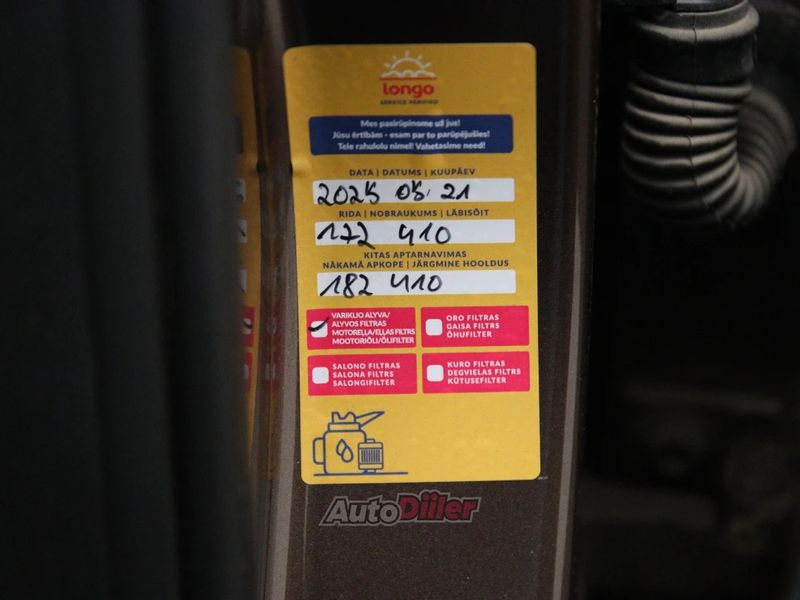 longo
SERVICE VERIFIED
Mes pasirūpinome už jus!
Jūsu ērtībām - esam par to parūpējušies!
Teie rahulolu nimel! Vahetasime need!
DATA | DATUMS | KUUPÄEV
2025 05. 21
RIDA | NOBRAUKUMS | LÄBISÕIT
172 410
KITAS APTARNAVIMAS
NĀKAMĀ APKOPE | JÄRGMINE HOOLDUS
182 410
VARIKLIO ALYVA/
ALYVOS FILTRAS
MOTOREĻĻA/EĻĻAS FILTRS
MOOTORIÕLI/ÕLIFILTER
ORO FILTRAS
GAISA FILTRS
ÕHUFILTER
SALONO FILTRAS
SALONA FILTRS
SALONGIFILTER
KURO FILTRAS
DEGVIELAS FILTRS
KÜTUSEFILTER
AutoDiiler